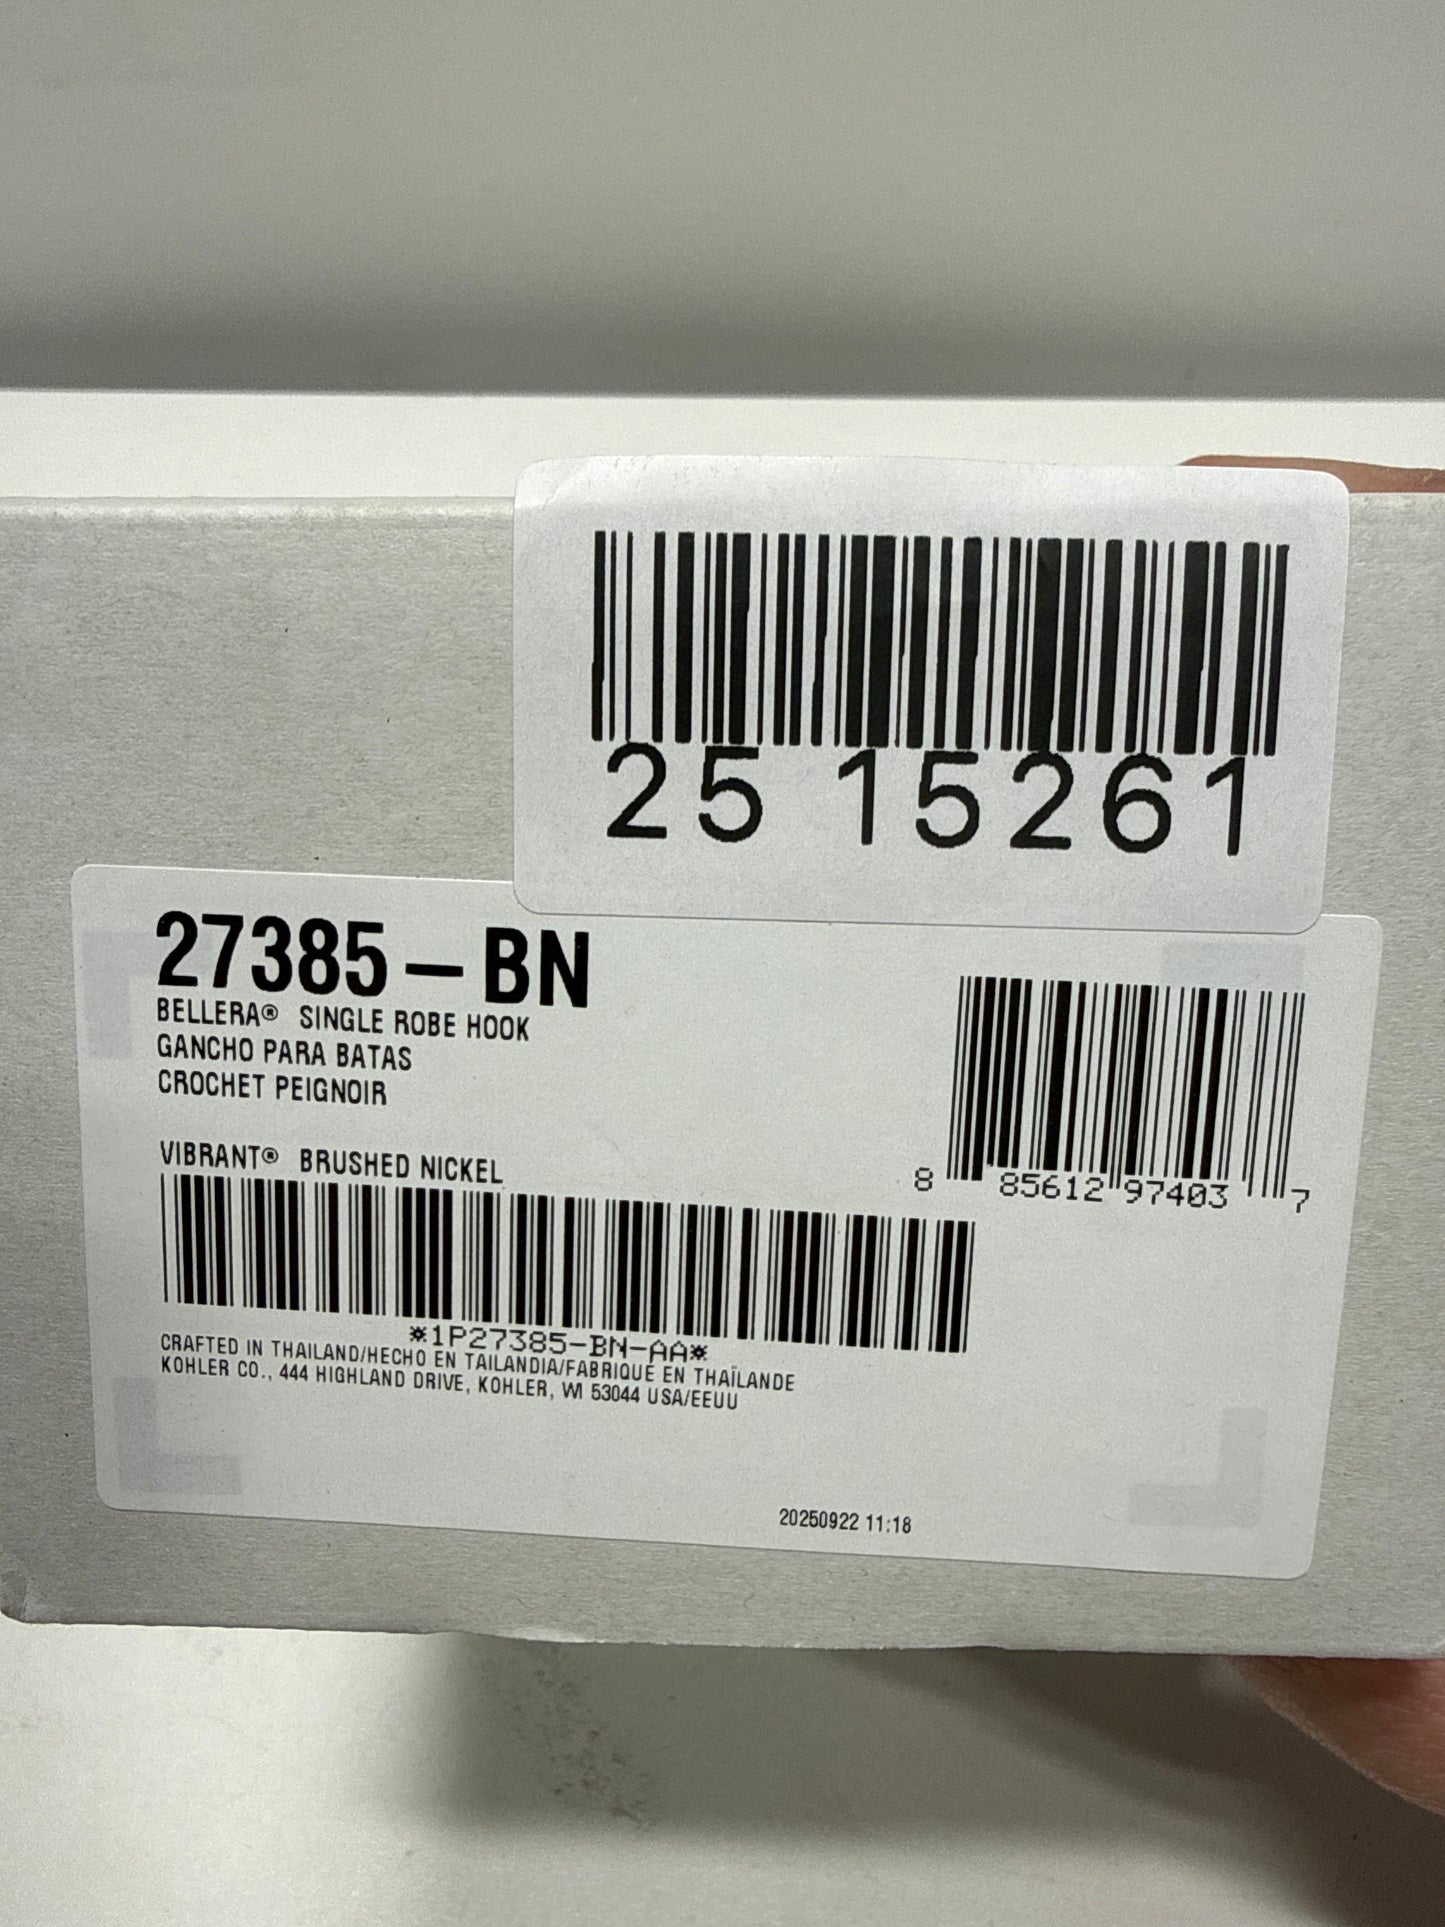 25 15261
27385-BN
BELLERA® SINGLE ROBE HOOK
GANCHO PARA BATAS
CROCHET PEIGNOIR
VIBRANT® BRUSHED NICKEL
8 85612 97403 7
*1P27385-BN-AA*
CRAFTED IN THAILAND/HECHO EN TAILANDIA/FABRIQUÉ EN THAÏLANDE
KOHLER CO., 444 HIGHLAND DRIVE, KOHLER, WI 53044 USA/EEUU
20250922 11:18